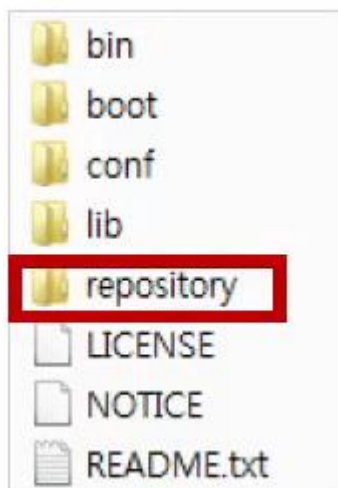 bin
boot
conf
lib
repository
LICENSE
NOTICE
README.txt